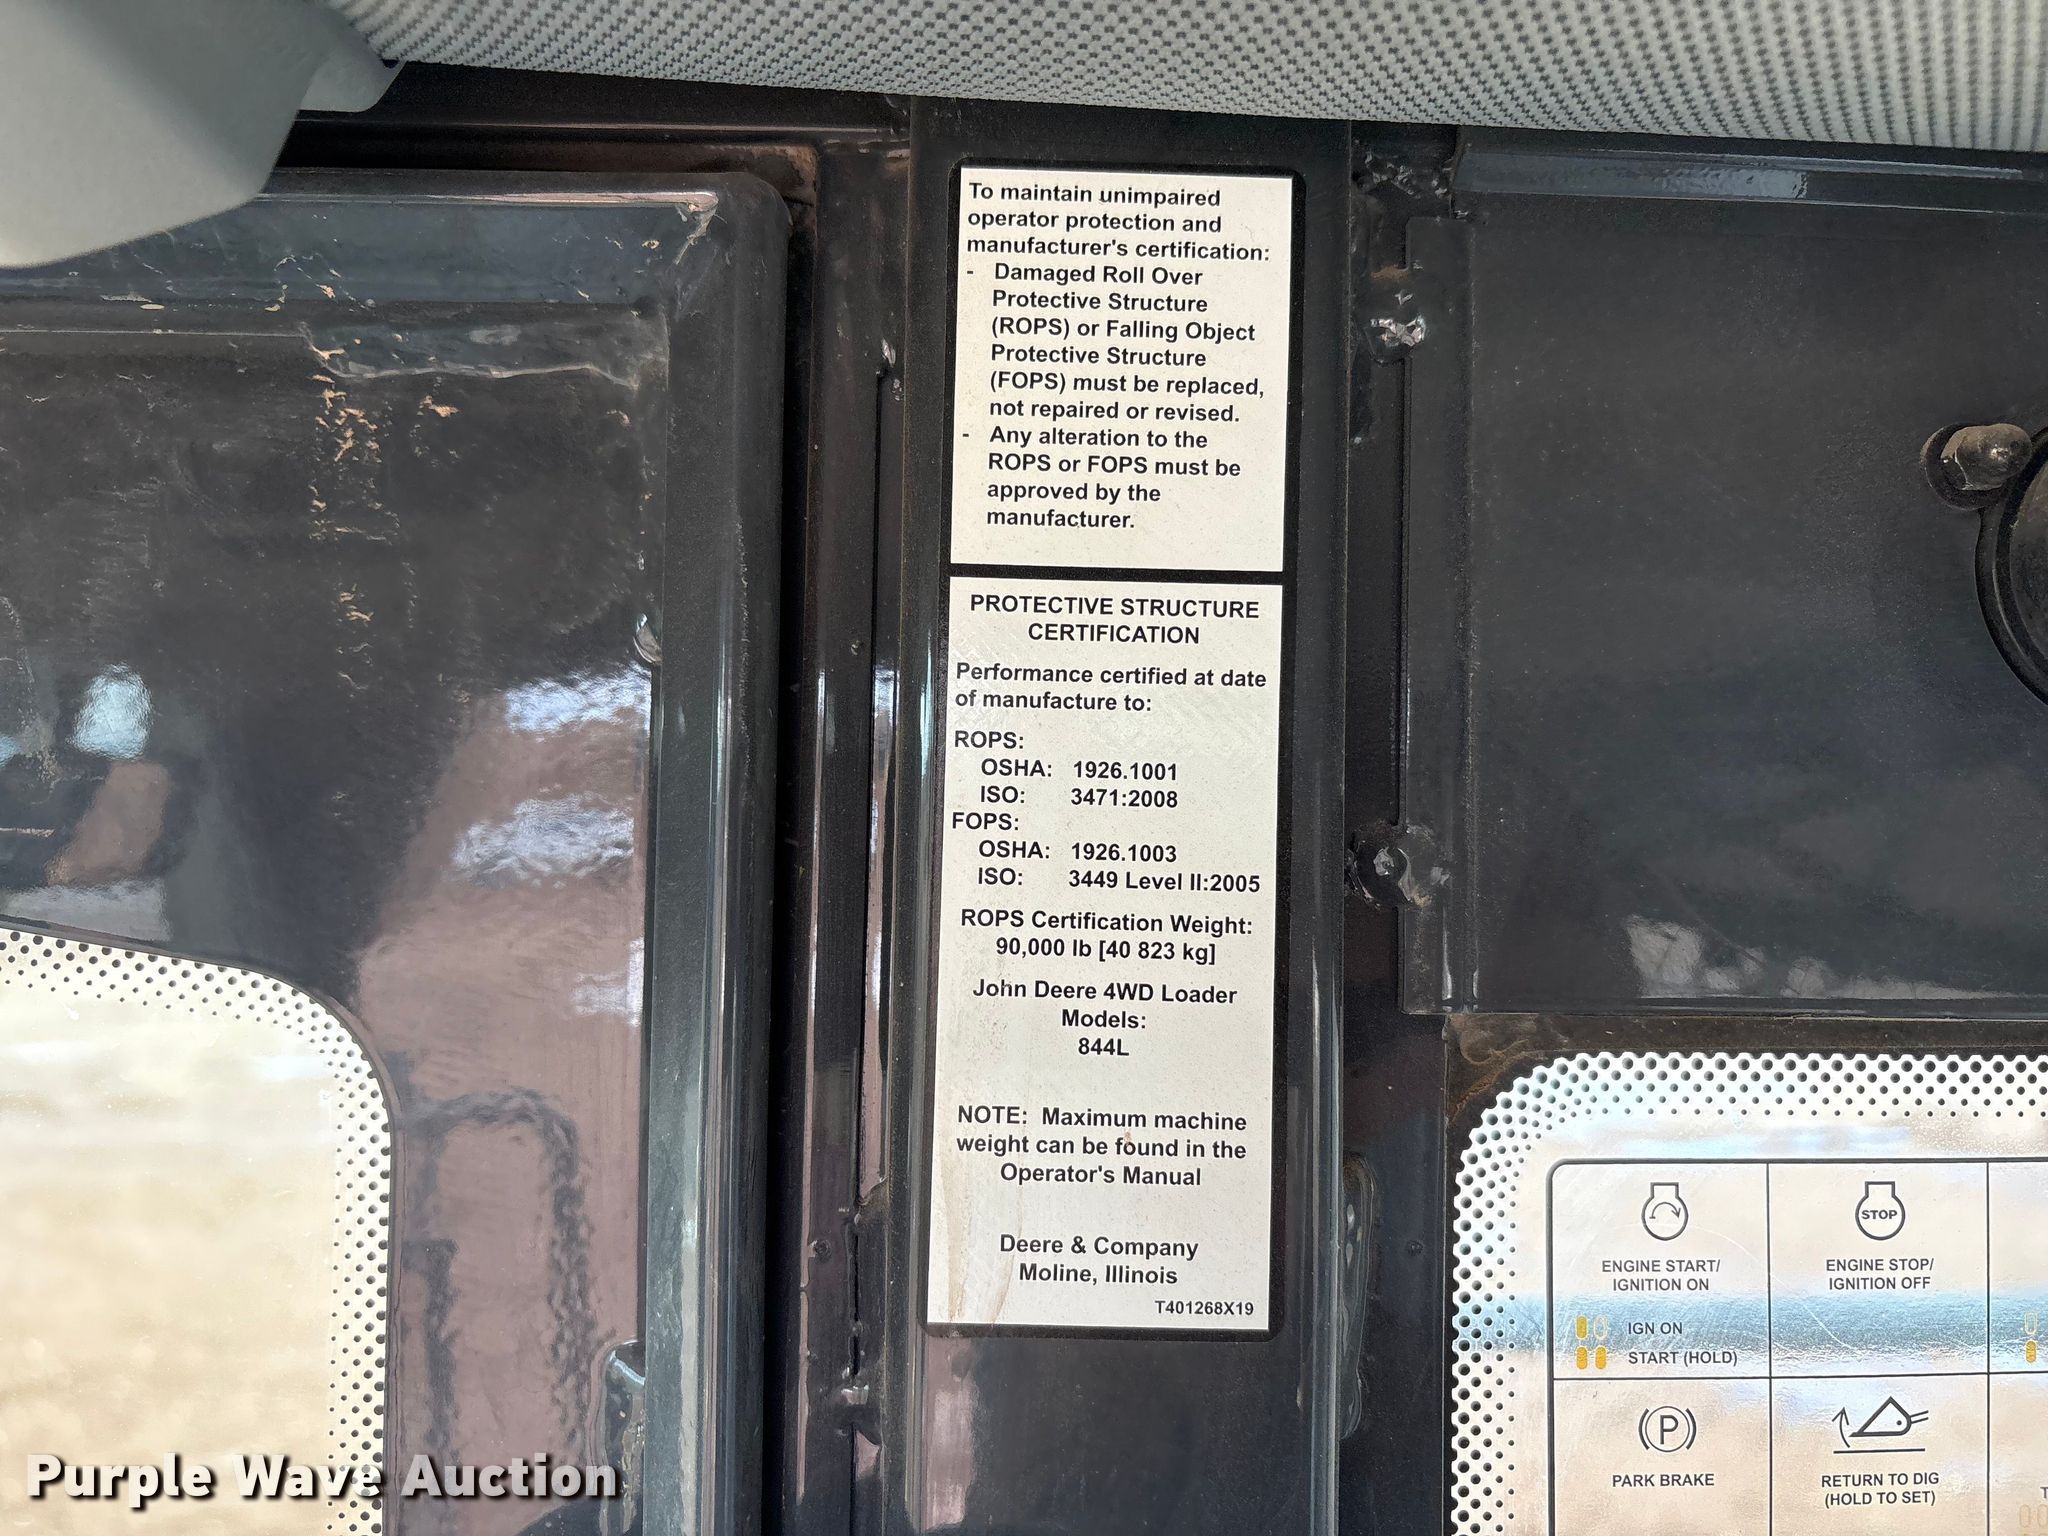 To maintain unimpaired
operator protection and
manufacturer's certification:
- Damaged Roll Over
Protective Structure
(ROPS) or Falling Object
Protective Structure
(FOPS) must be replaced,
not repaired or revised.
- Any alteration to the
ROPS or FOPS must be
approved by the
manufacturer.
PROTECTIVE STRUCTURE
CERTIFICATION
Performance certified at date
of manufacture to:
ROPS:
OSHA: 1926.1001
ISO: 3471:2008
FOPS:
OSHA: 1926.1003
ISO: 3449 Level II:2005
ROPS Certification Weight:
90,000 lb [40 823 kg]
John Deere 4WD Loader
Models:
844L
NOTE: Maximum machine
weight can be found in the
Operator's Manual
Deere & Company
Moline, Illinois
T401268X19
ENGINE START/
IGNITION ON
IGN ON
START (HOLD)
STOP
ENGINE STOP/
IGNITION OFF
P
PARK BRAKE
RETURN TO DIG
(HOLD TO SET)
Purple Wave Auction